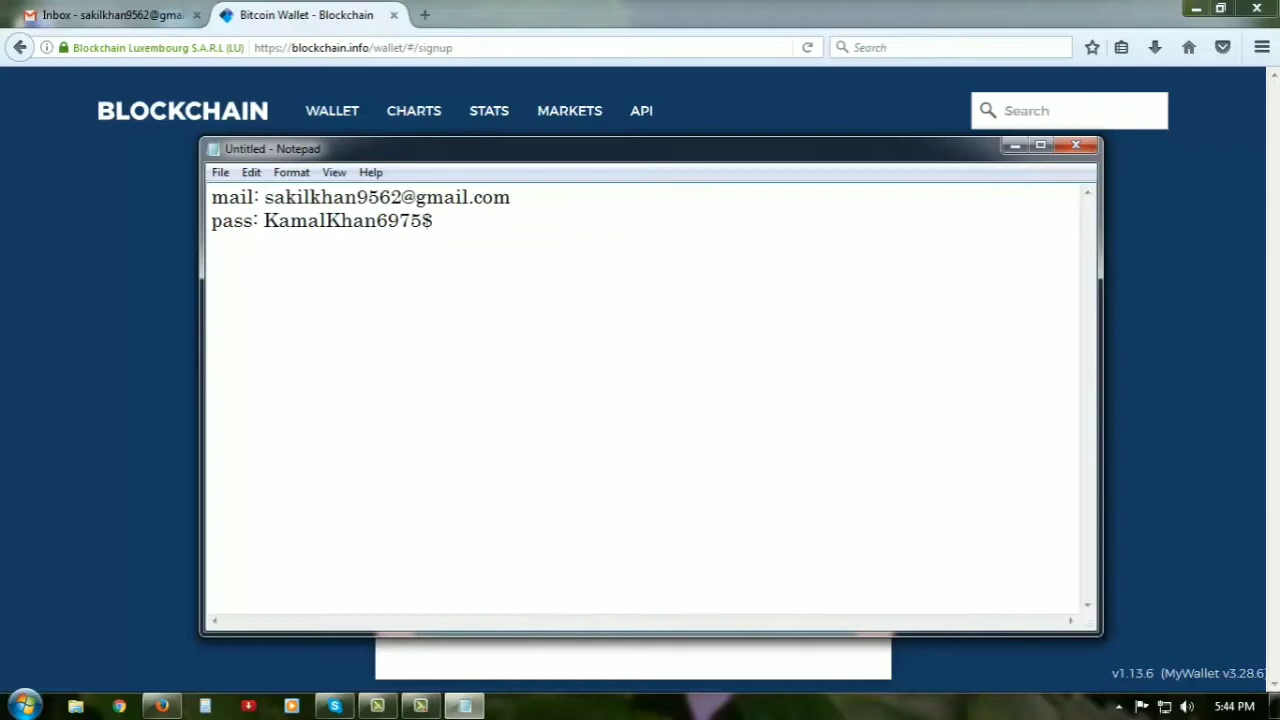 Inbox - sakilkhan9562@gmai
Bitcoin Wallet - Blockchain
Blockchain Luxembourg S.A.R.L (LU)
https://blockchain.info/wallet/#/signup
Search
BLOCKCHAIN
WALLET
CHARTS
STATS
MARKETS
API
Search
Untitled - Notepad
File Edit Format View Help
mail: sakilkhan9562@gmail.com
pass: KamalKhan6975$
v1.13.6 (MyWallet v3.28.6)
5:44 PM